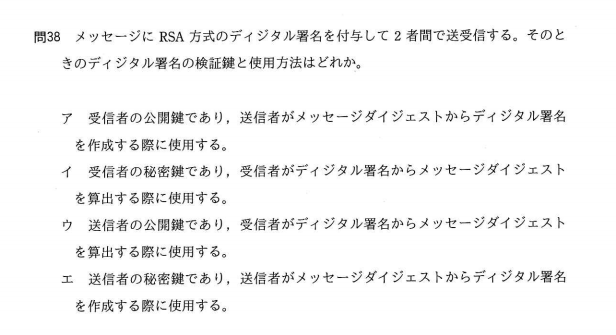 問38 メッセージに RSA 方式のディジタル署名を付与して 2 者間で送受信する。そのと
きのディジタル署名の検証鍵と使用方法はどれか。
ア 受信者の公開鍵であり，送信者がメッセージダイジェストからディジタル署名
を作成する際に使用する。
イ 受信者の秘密鍵であり，受信者がディジタル署名からメッセージダイジェスト
を算出する際に使用する。
ウ 送信者の公開鍵であり，受信者がディジタル署名からメッセージダイジェスト
を算出する際に使用する。
エ 送信者の秘密鍵であり，送信者がメッセージダイジェストからディジタル署名
を作成する際に使用する。